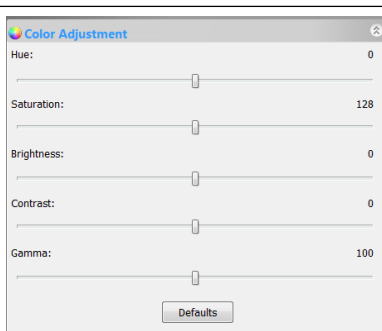 Color Adjustment
Hue: 0
Saturation: 128
Brightness: 0
Contrast: 0
Gamma: 100
Defaults